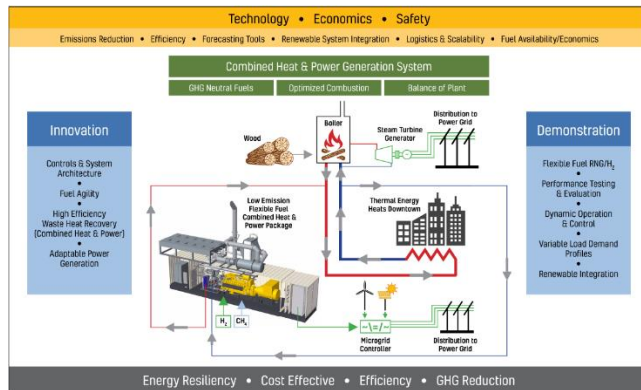 Technology • Economics • Safety
Emissions Reduction • Efficiency • Forecasting Tools • Renewable System Integration • Logistics & Scalability • Fuel Availability/Economics
Combined Heat & Power Generation System
GHG Neutral Fuels
Optimized Combustion
Balance of Plant
Innovation
Controls & System
Architecture
•
Fuel Agility
•
High Efficiency
Waste Heat Recovery
(Combined Heat & Power)
•
Adaptable Power
Generation
Boiler
Wood
Steam Turbine
Generator
Distribution to
Power Grid
Low Emission
Flexible Fuel
Combined Heat &
Power Package
Thermal Energy
Heats Downtown
H₂
CH₄
~\=/~
Microgrid
Controller
Distribution to
Power Grid
Demonstration
Flexible Fuel RNG/H₂
•
Performance Testing
& Evaluation
•
Dynamic Operation
& Control
•
Variable Load Demand
Profiles
•
Renewable Integration
Energy Resiliency • Cost Effective • Efficiency • GHG Reduction